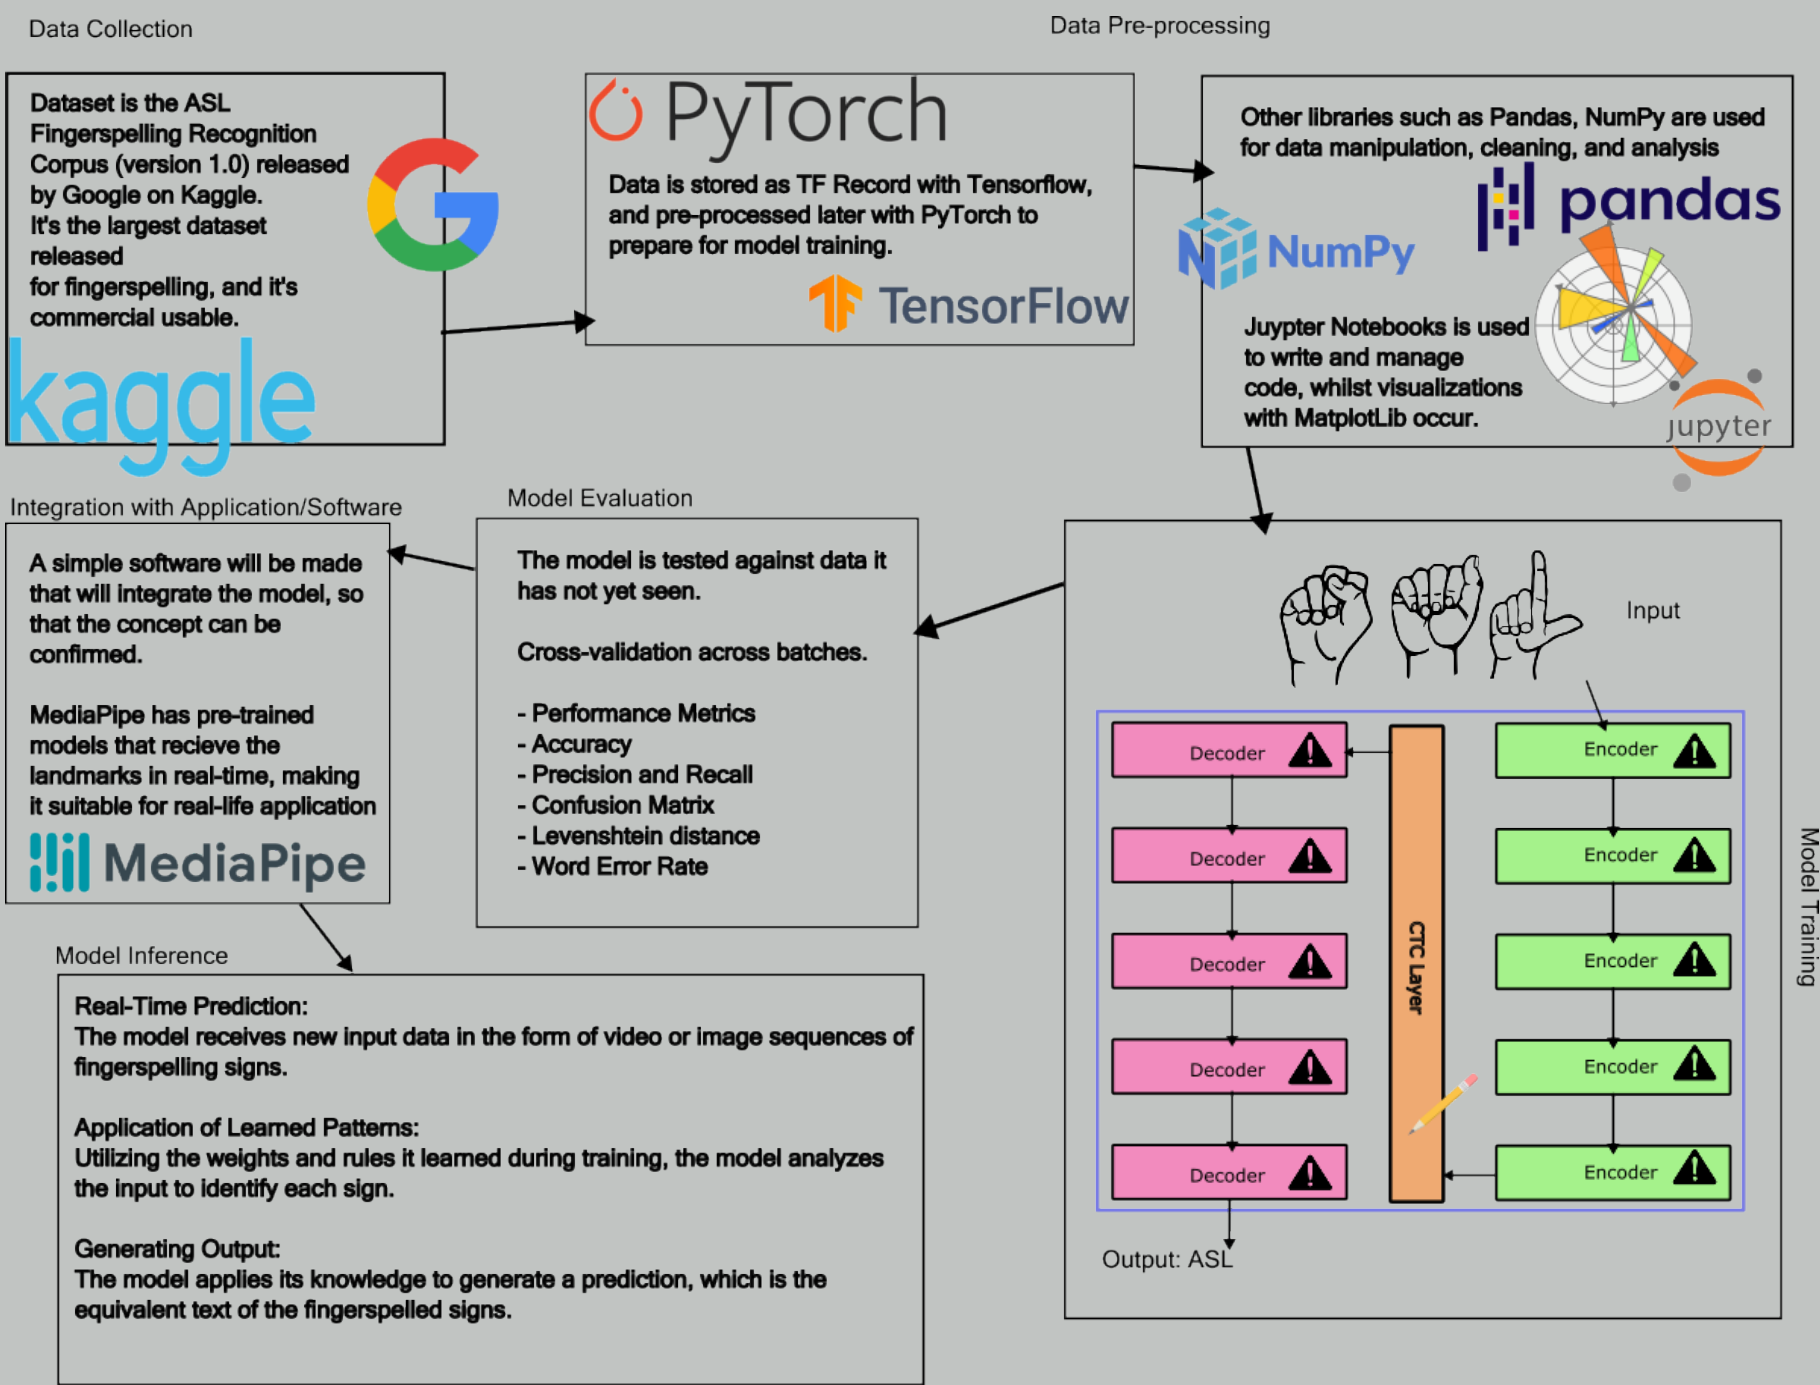 Data Collection
Data Pre-processing
Dataset is the ASL
Fingerspelling Recognition
Corpus (version 1.0) released
by Google on Kaggle.
It's the largest dataset
released
for fingerspelling, and it's
commercial usable.
kaggle
PyTorch
Data is stored as TF Record with Tensorflow,
and pre-processed later with PyTorch to
prepare for model training.
TensorFlow
Other libraries such as Pandas, NumPy are used
for data manipulation, cleaning, and analysis
pandas
NumPy
Juypter Notebooks is used
to write and manage
code, whilst visualizations
with MatplotLib occur.
jupyter
Integration with Application/Software
A simple software will be made
that will integrate the model, so
that the concept can be
confirmed.
MediaPipe has pre-trained
models that recieve the
landmarks in real-time, making
it suitable for real-life application
MediaPipe
Model Evaluation
The model is tested against data it
has not yet seen.
Cross-validation across batches.
- Performance Metrics
- Accuracy
- Precision and Recall
- Confusion Matrix
- Levenshtein distance
- Word Error Rate
Input
Decoder
Decoder
Decoder
Decoder
Decoder
CTC Layer
Encoder
Encoder
Encoder
Encoder
Encoder
Output: ASL
Model Training
Model Inference
Real-Time Prediction:
The model receives new input data in the form of video or image sequences of
fingerspelling signs.
Application of Learned Patterns:
Utilizing the weights and rules it learned during training, the model analyzes
the input to identify each sign.
Generating Output:
The model applies its knowledge to generate a prediction, which is the
equivalent text of the fingerspelled signs.